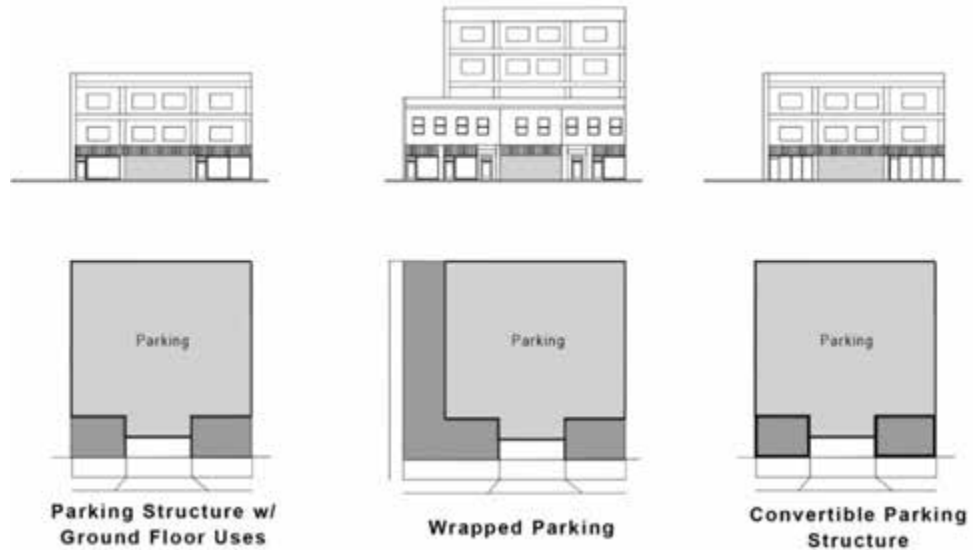 Parking
Parking
Parking
Parking Structure w/
Ground Floor Uses
Wrapped Parking
Convertible Parking
Structure